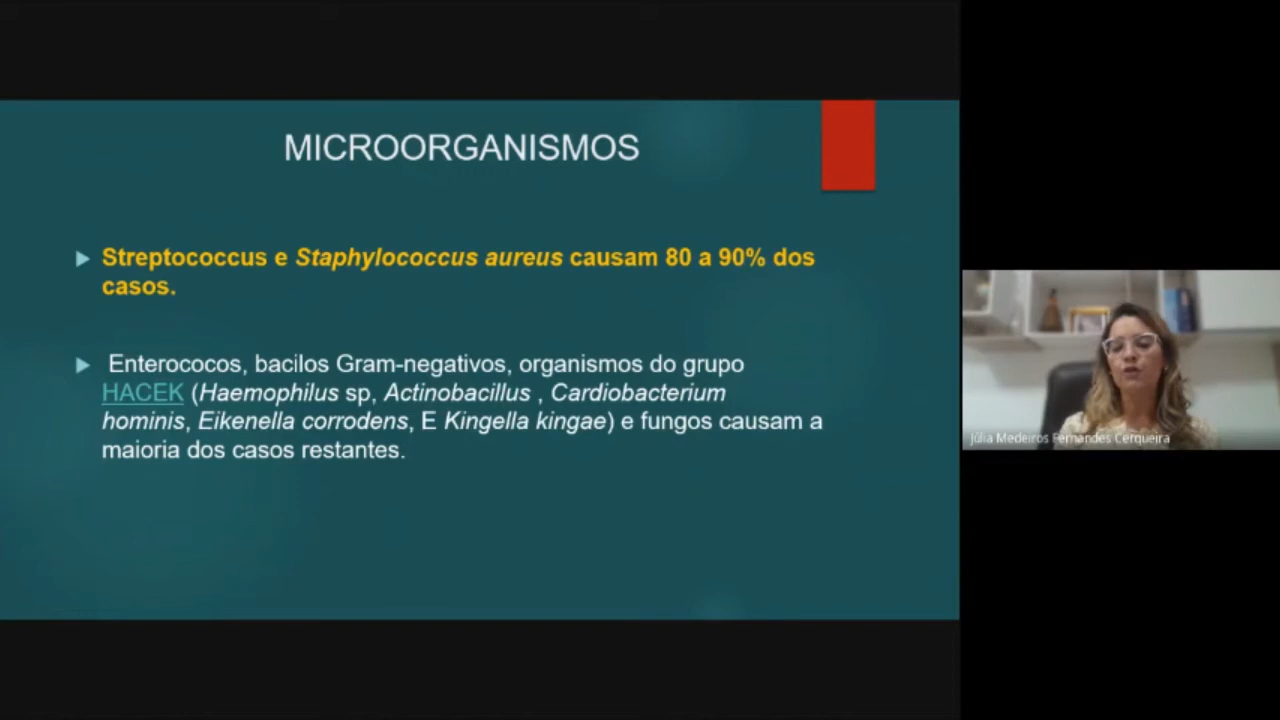 MICROORGANISMOS
Streptococcus e Staphylococcus aureus causam 80 a 90% dos
casos.
Enterococos, bacilos Gram-negativos, organismos do grupo
HACEK (Haemophilus sp, Actinobacillus , Cardiobacterium
hominis, Eikenella corrodens, E Kingella kingae) e fungos causam a
maioria dos casos restantes.
Júlia Medeiros Fernandes Cerqueira